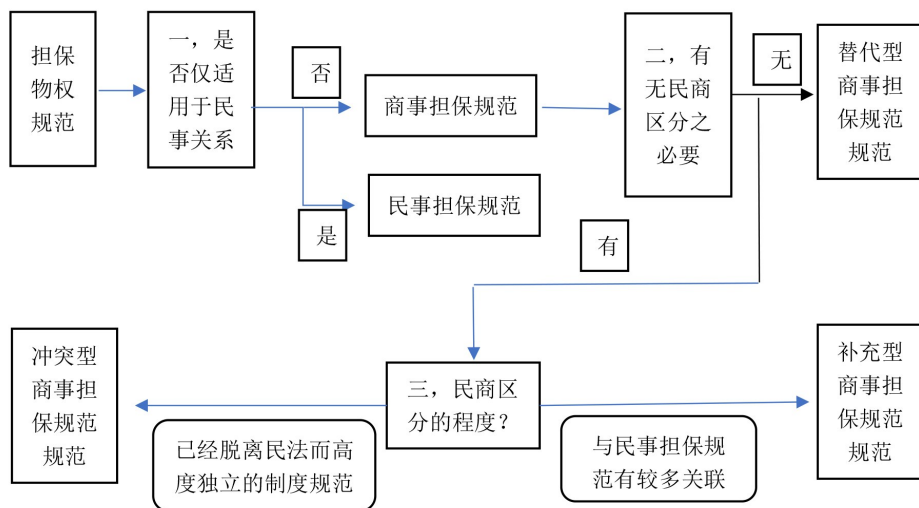 担保
物权
规范
一，是
否仅适
用于民
事关系
否
是
商事担保规范
民事担保规范
二，有
无民商
区分之
必要
无
有
替代型
商事担
保规范
规范
冲突型
商事担
保规范
规范
三，民商区
分的程度？
已经脱离民法而高
度独立的制度规范
与民事担保规
范有较多关联
补充型
商事担
保规范
规范